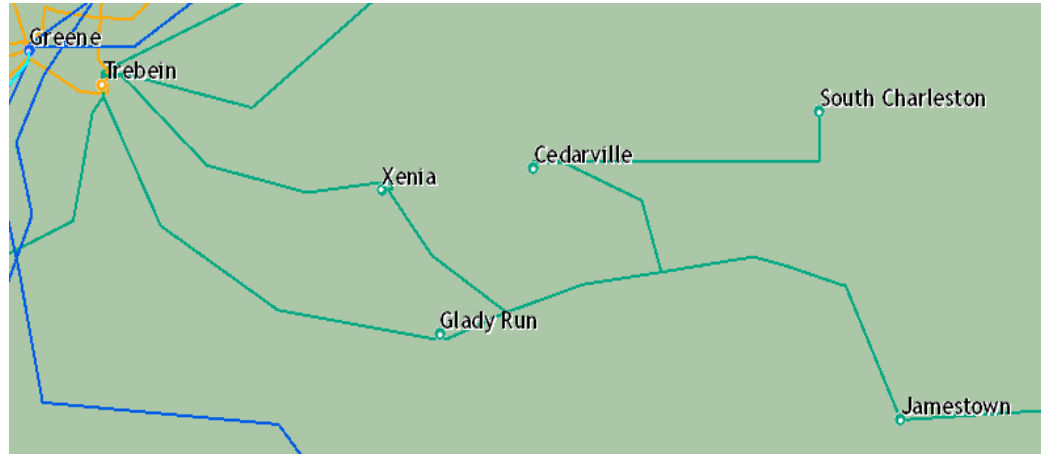 Greene
Trebein
South Charleston
Cedarville
Xenia
Glady Run
Jamestown